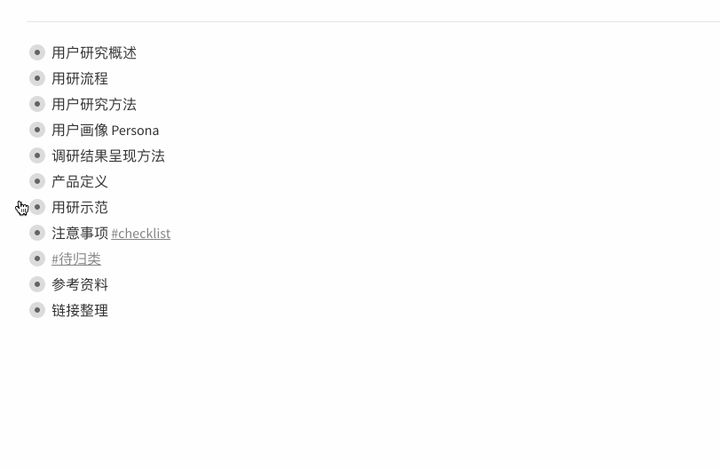 用户研究概述
用研流程
用户研究方法
用户画像 Persona
调研结果呈现方法
产品定义
用研示范
注意事项 #checklist
#待归类
参考资料
链接整理